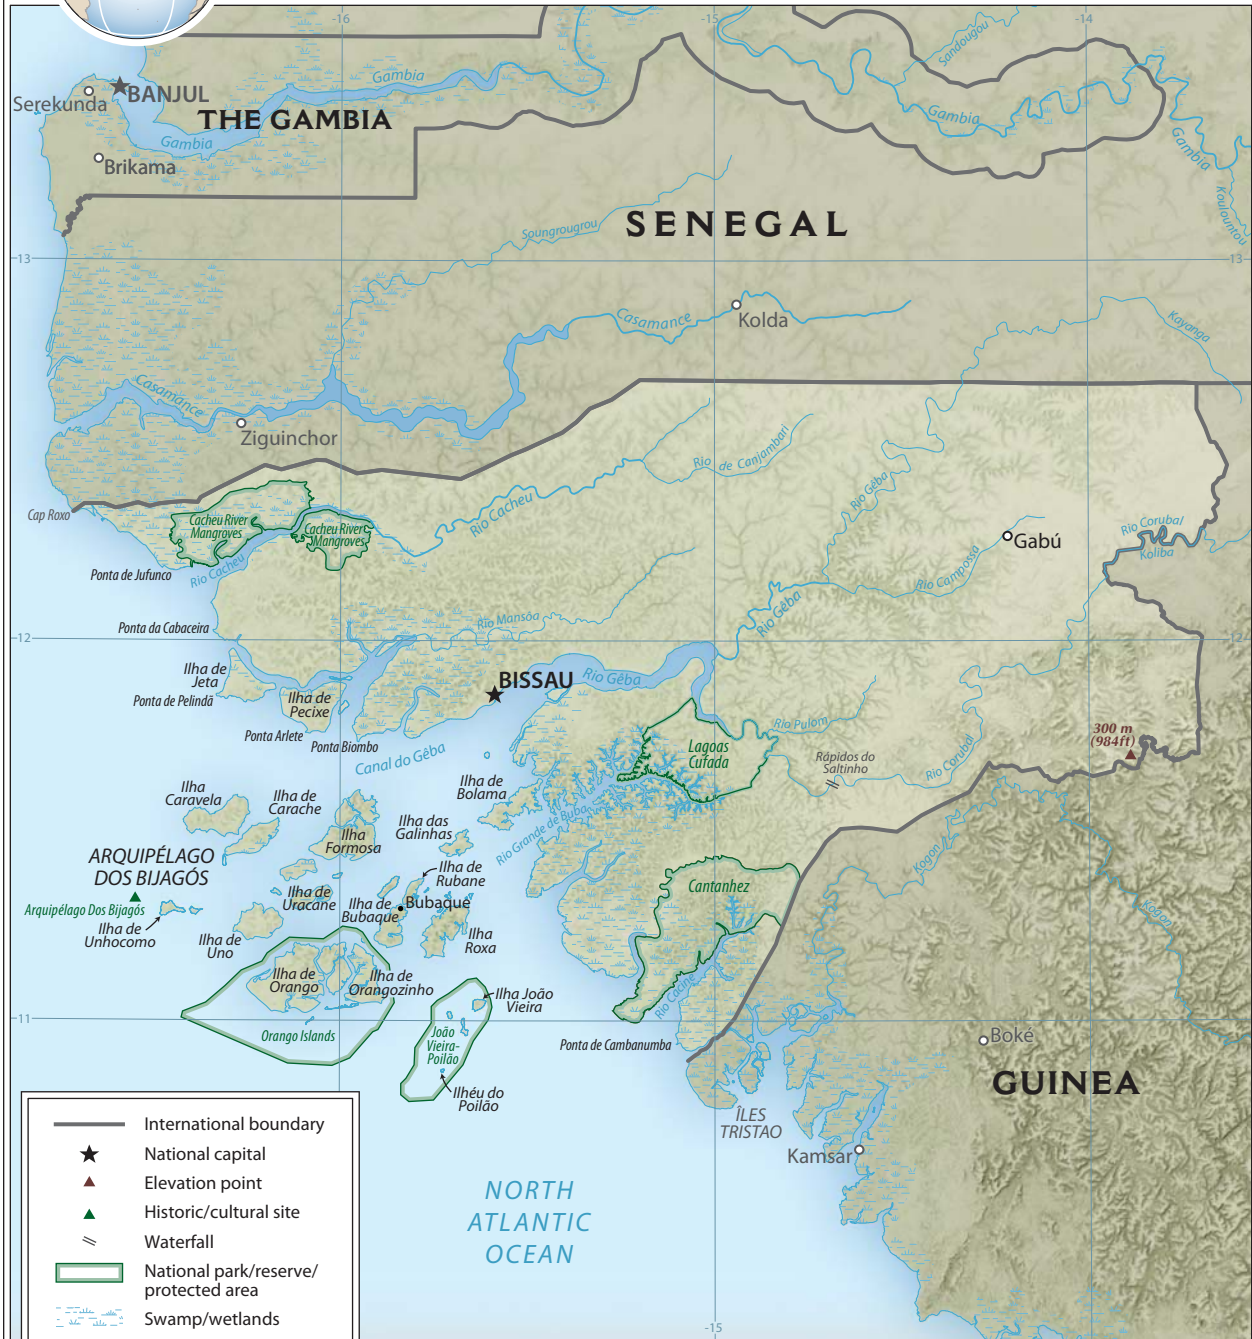 -16
-15
-14
Sandougou
Gambia
Serekunda
BANJUL
THE GAMBIA
Gambia
Gambia
Gambia
Brikama
Koulountou
Soungrougrou
SENEGAL
13
13
Casamance
Kolda
Kayanga
Casamance
Ziguinchor
Rio de Canjambari
Rio Gêba
Cap Roxo
Cacheu River
Mangroves
Cacheu River
Mangroves
Rio Cacheu
Rio Corubal
Koliba
Gabú
Ponta de Jufunco
Rio Cacheu
Rio Campossa
Rio Gêba
Rio Mansôa
Ponta da Cabaceira
12
12
Ilha de
Jeta
BISSAU
Rio Gêba
Ponta de Pelindã
Ilha de
Pecixe
Ponta Arlete
Ponta Biombo
Rio Pulom
Canal do Gêba
Lagoas
Cufada
300 m
(984ft)
Rápidos do
Saltinho
Rio Corubal
Ilha
Caravela
Ilha de
Carache
Ilha de
Bolama
Ilha das
Galinhas
Ilha
Formosa
Rio Grande de Buba
Kogon
ARQUIPÉLAGO
DOS BIJAGÓS
Ilha de
Rubane
Cantanhez
Arquipélago Dos Bijagós
Ilha de
Uracane
Ilha de
Bubaque
Bubaque
Kogon
Ilha de
Unhocomo
Ilha de
Uno
Ilha
Roxa
Ilha de
Orango
Ilha de
Orangozinho
Rio Cacine
Ilha João
Vieira
11
Orango Islands
João
Vieira-
Poilão
Ponta de Cambanumba
Boké
GUINEA
Ilhéu do
Poilão
ÎLES
TRISTAO
Kamsar
NORTH
ATLANTIC
OCEAN
International boundary
National capital
Elevation point
Historic/cultural site
Waterfall
National park/reserve/
protected area
Swamp/wetlands
-15